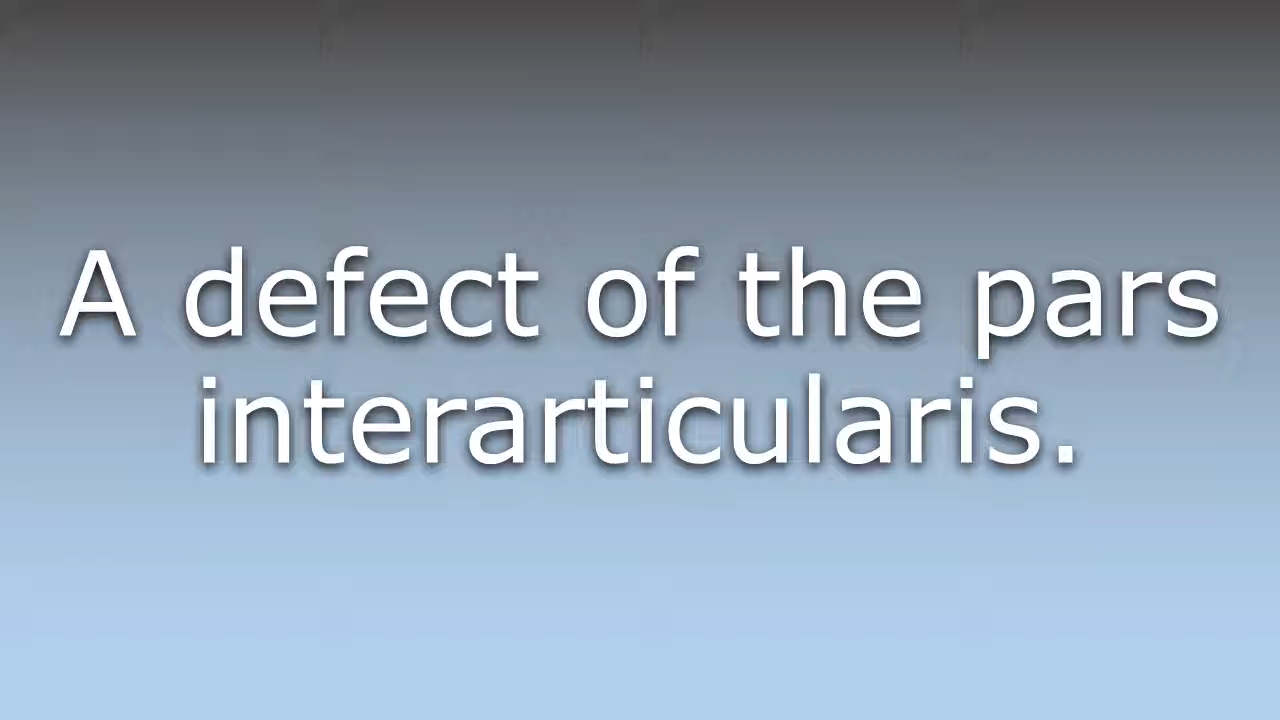 A defect of the pars
interarticularis.